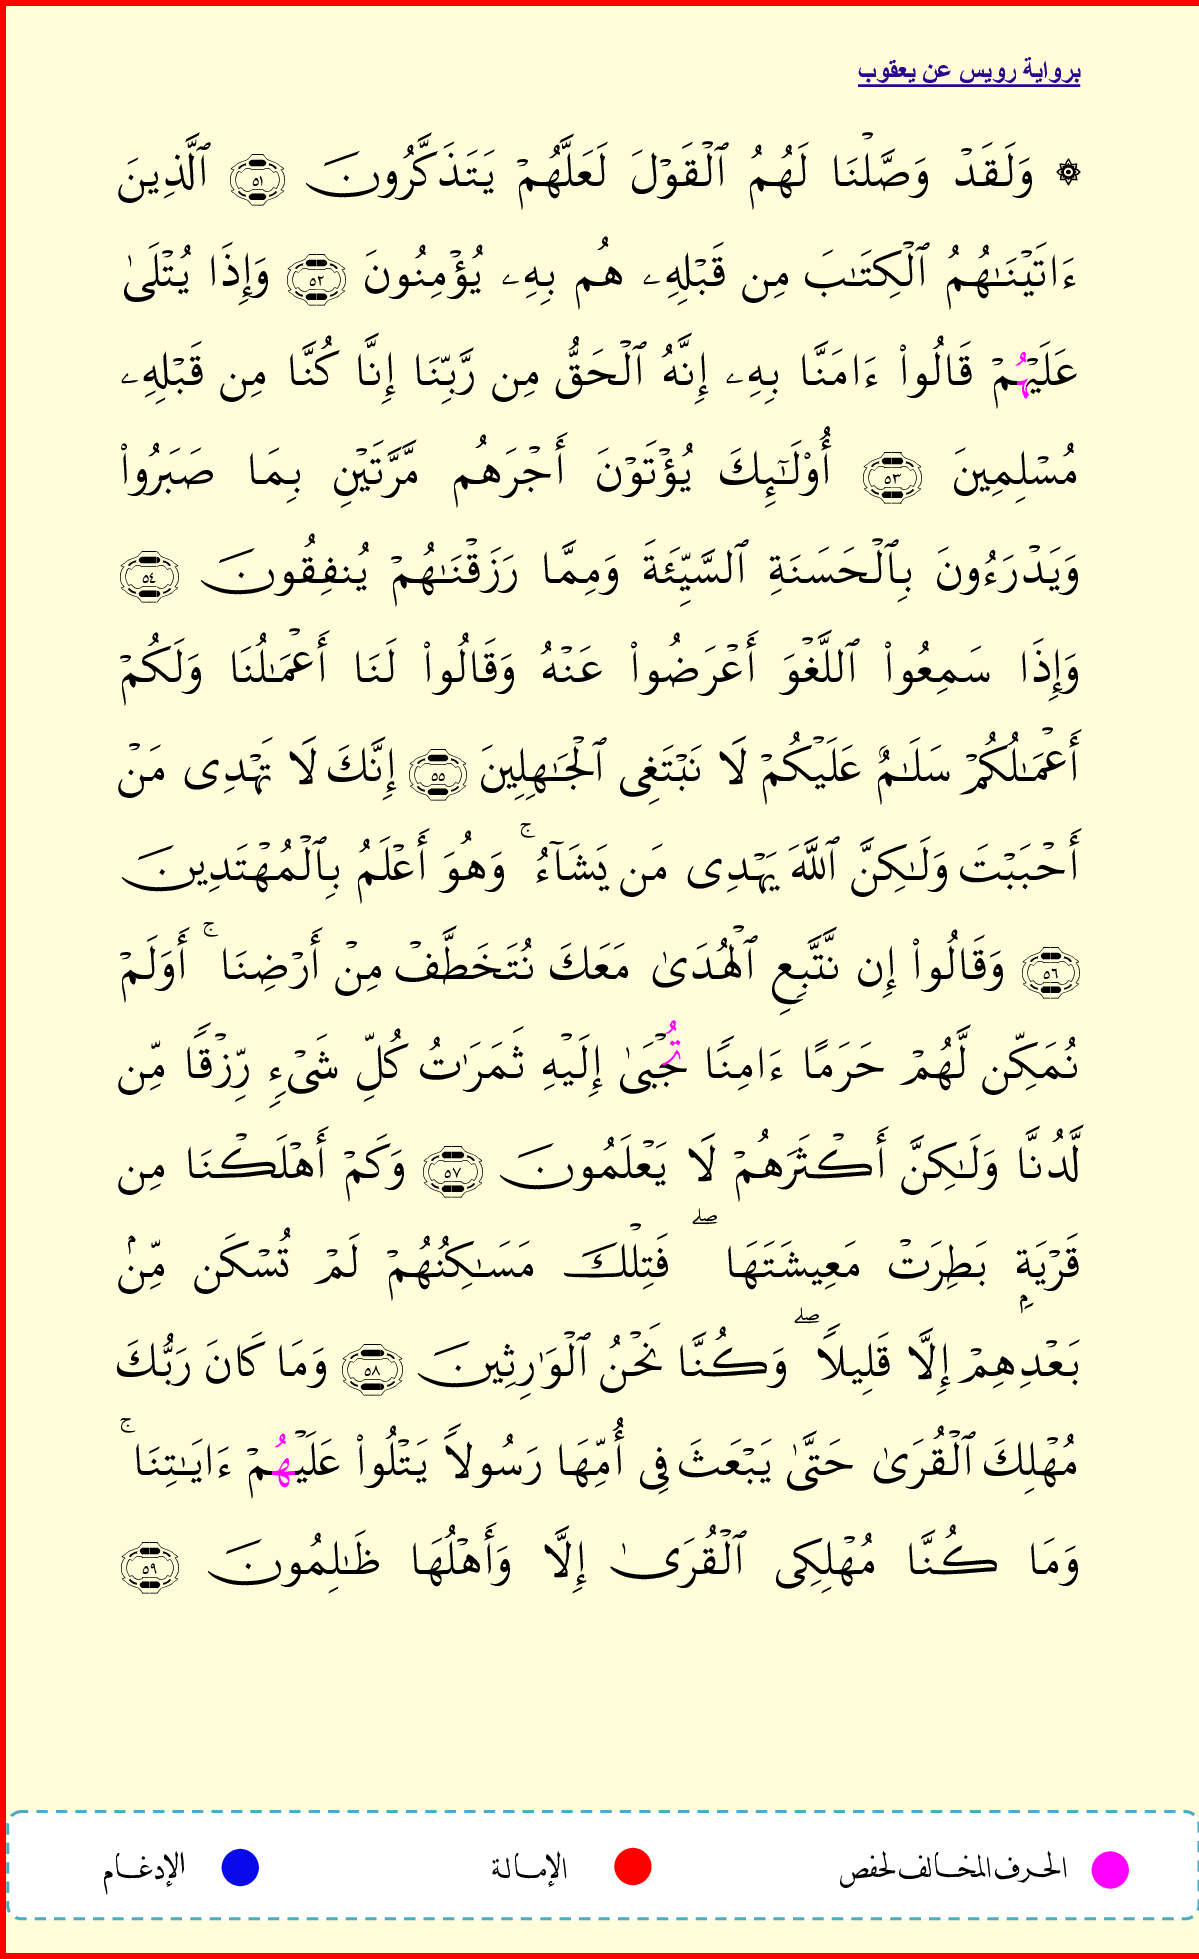 برواية رويس عن يعقوب
۞ وَلَقَدۡ وَصَّلۡنَا لَهُمُ ٱلۡقَوۡلَ لَعَلَّهُمۡ يَتَذَكَّرُونَ ٥١ ٱلَّذِينَ
ءَاتَيۡنَٰهُمُ ٱلۡكِتَٰبَ مِن قَبۡلِهِۦ هُم بِهِۦ يُؤۡمِنُونَ ٥٢ وَإِذَا يُتۡلَىٰ
عَلَيۡهُمۡ قَالُواْ ءَامَنَّا بِهِۦ إِنَّهُ ٱلۡحَقُّ مِن رَّبِّنَا إِنَّا كُنَّا مِن قَبۡلِهِۦ
مُسۡلِمِينَ ٥٣ أُوْلَٰٓئِكَ يُؤۡتَوۡنَ أَجۡرَهُم مَّرَّتَيۡنِ بِمَا صَبَرُواْ
وَيَدۡرَءُونَ بِٱلۡحَسَنَةِ ٱلسَّيِّئَةَ وَمِمَّا رَزَقۡنَٰهُمۡ يُنفِقُونَ ٥٤
وَإِذَا سَمِعُواْ ٱللَّغۡوَ أَعۡرَضُواْ عَنۡهُ وَقَالُواْ لَنَا أَعۡمَٰلُنَا وَلَكُمۡ
أَعۡمَٰلُكُمۡ سَلَٰمٌ عَلَيۡكُمۡ لَا نَبۡتَغِي ٱلۡجَٰهِلِينَ ٥٥ إِنَّكَ لَا تَهۡدِي مَنۡ
أَحۡبَبۡتَ وَلَٰكِنَّ ٱللَّهَ يَهۡدِي مَن يَشَآءُۚ وَهُوَ أَعۡلَمُ بِٱلۡمُهۡتَدِينَ
٥٦ وَقَالُواْ إِن نَّتَّبِعِ ٱلۡهُدَىٰ مَعَكَ نُتَخَطَّفۡ مِنۡ أَرۡضِنَاۚ أَوَلَمۡ
نُمَكِّن لَّهُمۡ حَرَمًا ءَامِنًا تُجۡبَىٰ إِلَيۡهِ ثَمَرَٰتُ كُلِّ شَيۡءٖ رِّزۡقٗا مِّن
لَّدُنَّا وَلَٰكِنَّ أَكۡثَرَهُمۡ لَا يَعۡلَمُونَ ٥٧ وَكَمۡ أَهۡلَكۡنَا مِن
قَرۡيَةِۭ بَطِرَتۡ مَعِيشَتَهَاۖ فَتِلۡكَ مَسَٰكِنُهُمۡ لَمۡ تُسۡكَن مِّنۢ
بَعۡدِهِمۡ إِلَّا قَلِيلٗاۖ وَكُنَّا نَحۡنُ ٱلۡوَٰرِثِينَ ٥٨ وَمَا كَانَ رَبُّكَ
مُهۡلِكَ ٱلۡقُرَىٰ حَتَّىٰ يَبۡعَثَ فِي أُمِّهَا رَسُولٗا يَتۡلُواْ عَلَيۡهُمۡ ءَايَٰتِنَاۚ
وَمَا كُنَّا مُهۡلِكِي ٱلۡقُرَىٰ إِلَّا وَأَهۡلُهَا ظَٰلِمُونَ ٥٩
الحرف المخالف لحفص الإمالة الإدغام